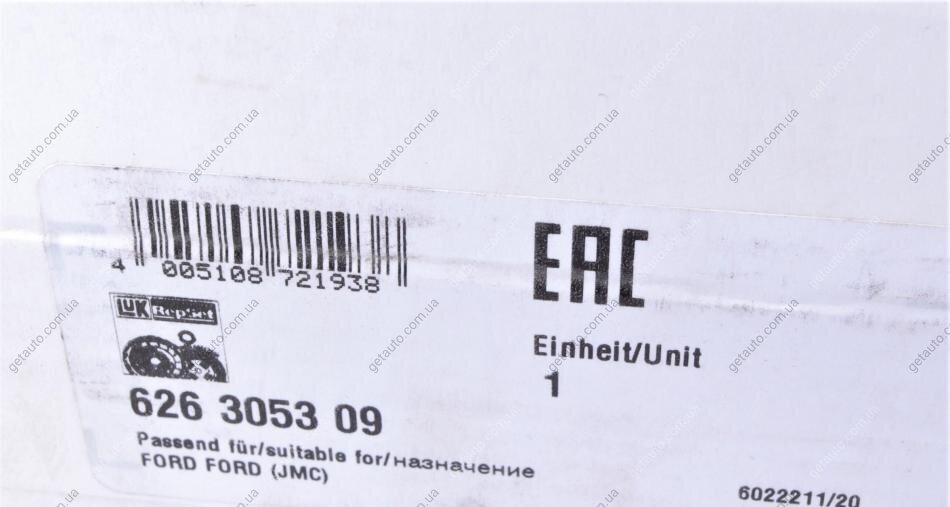 4 005108 721938
EAC
LUK RepSet
Einheit/Unit
1
626 3053 09
Passend für/suitable for/назначение
FORD FORD (JMC)
6022211/20
getauto.com.ua